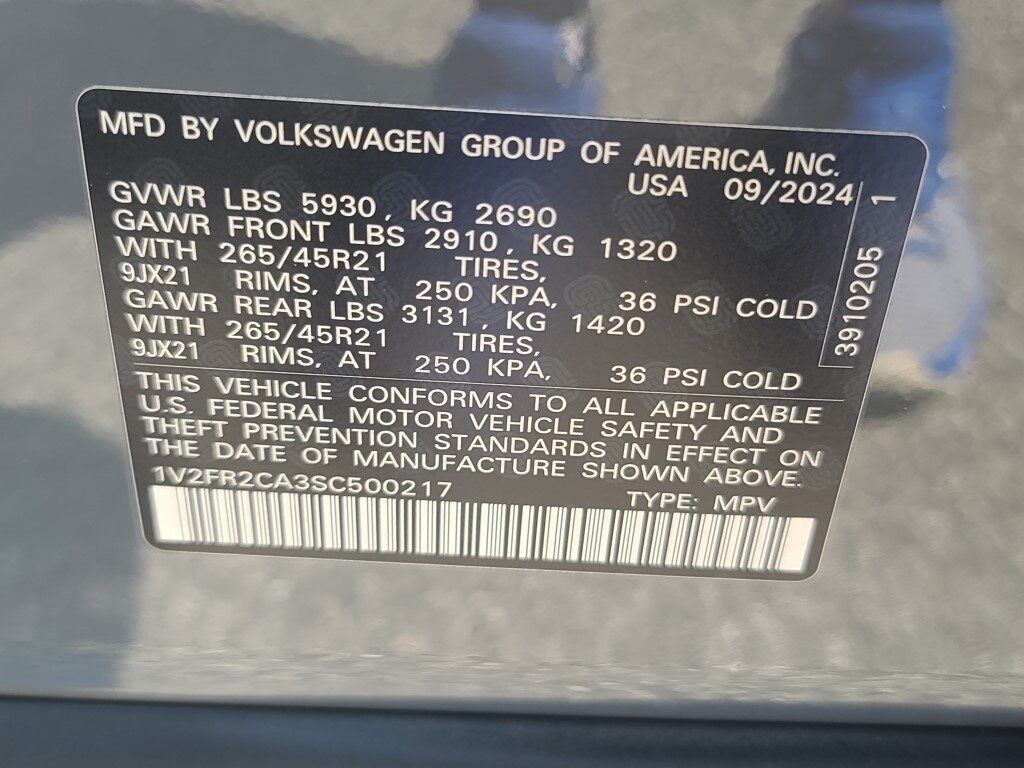 MFD BY VOLKSWAGEN GROUP OF AMERICA, INC.
USA 09/2024
GVWR LBS 5930, KG 2690
GAWR FRONT LBS 2910, KG 1320
WITH 265/45R21 TIRES,
9JX21 RIMS, AT 250 KPA, 36 PSI COLD
GAWR REAR LBS 3131, KG 1420
WITH 265/45R21 TIRES,
9JX21 RIMS, AT 250 KPA, 36 PSI COLD
THIS VEHICLE CONFORMS TO ALL APPLICABLE
U.S. FEDERAL MOTOR VEHICLE SAFETY AND
THEFT PREVENTION STANDARDS IN EFFECT ON
THE DATE OF MANUFACTURE SHOWN ABOVE.
1V2FR2CA3SC500217 TYPE: MPV
3910205 1